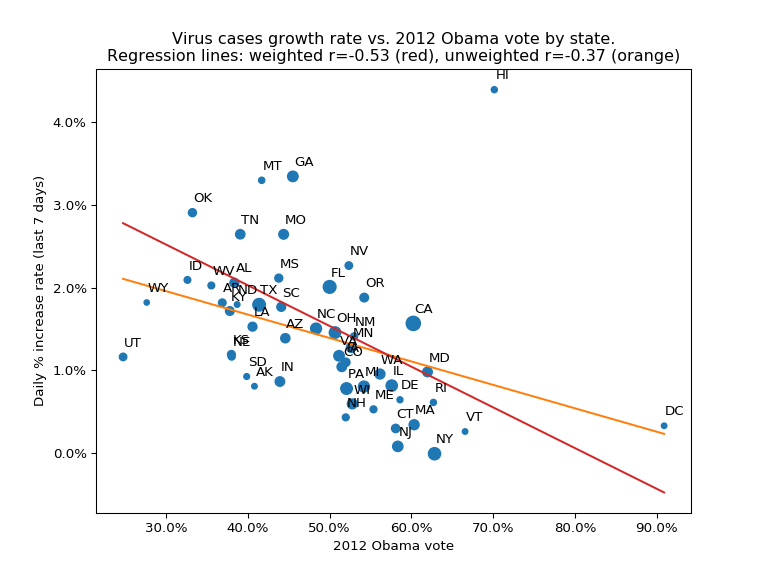 Virus cases growth rate vs. 2012 Obama vote by state.
Regression lines: weighted r=-0.53 (red), unweighted r=-0.37 (orange)
HI
4.0%
MT GA
OK
3.0%
TN MO
NV
ID WV AL MS FL
OR
2.0%
WY AR ND TX SC
KY
LA NC OH NM CA
AZ MN
UT KS NE VA
CO
WA MD
1.0%
SD AK IN PA MI IL
WI ME DE RI
NH
CT MA VT DC
NJ NY
0.0%
Daily % increase rate (last 7 days)
30.0% 40.0% 50.0% 60.0% 70.0% 80.0% 90.0%
2012 Obama vote